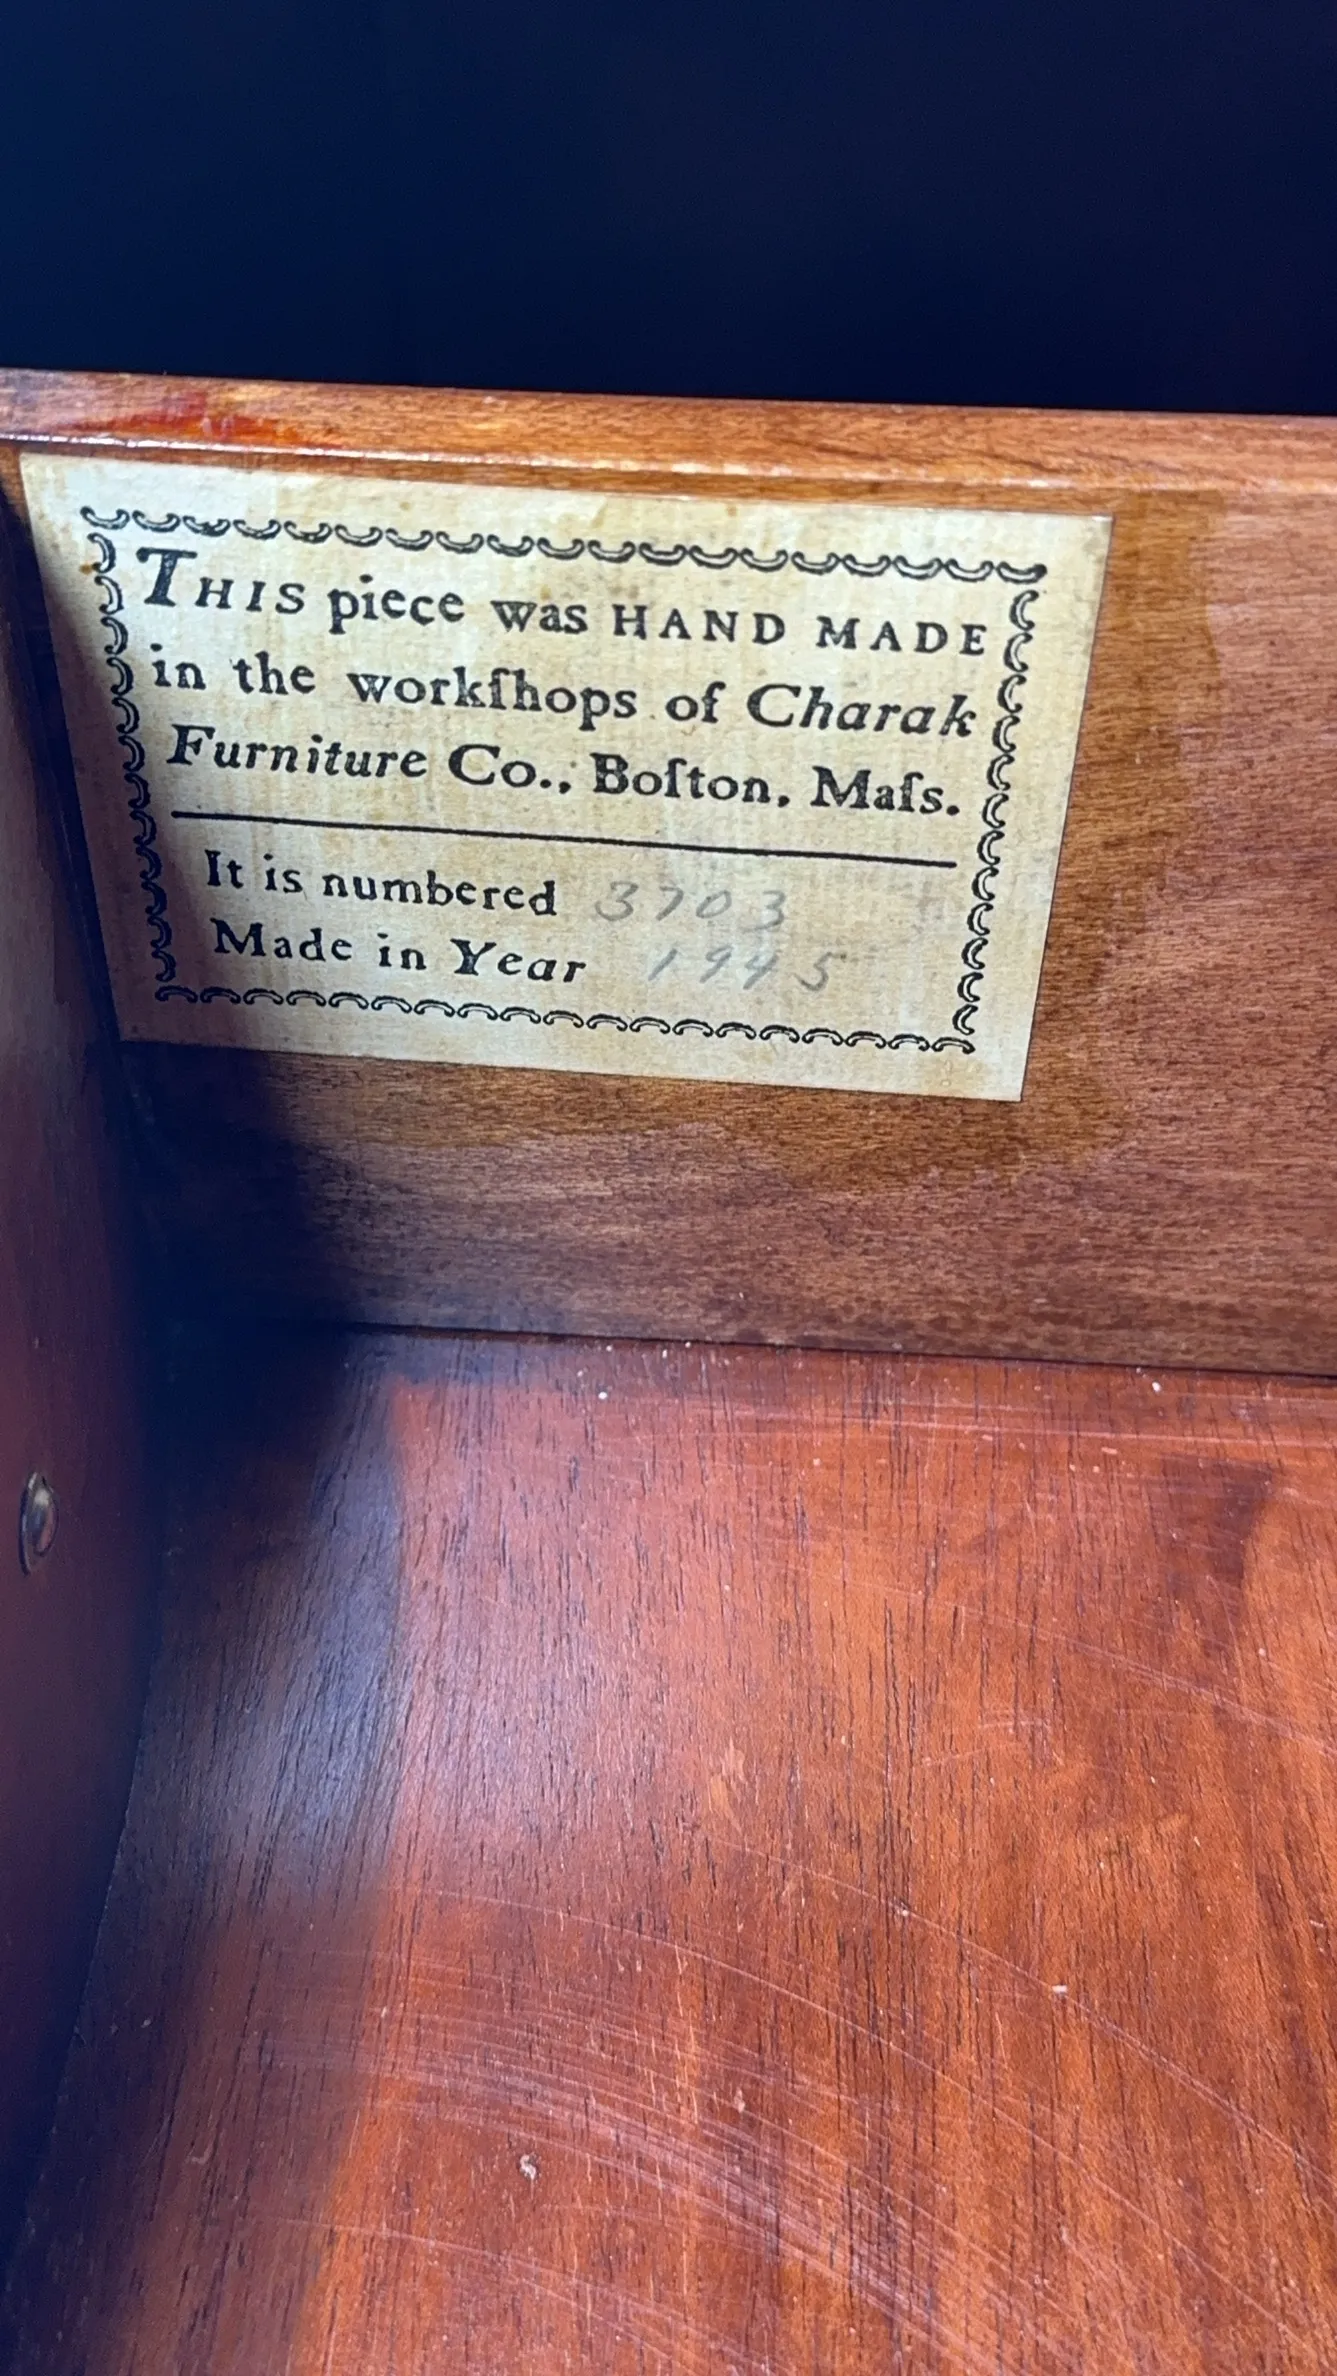 THIS piece was HAND MADE
in the workſhops of Charak
Furniture Co., Boſton, Maſs.
It is numbered 3703
Made in Year 1945